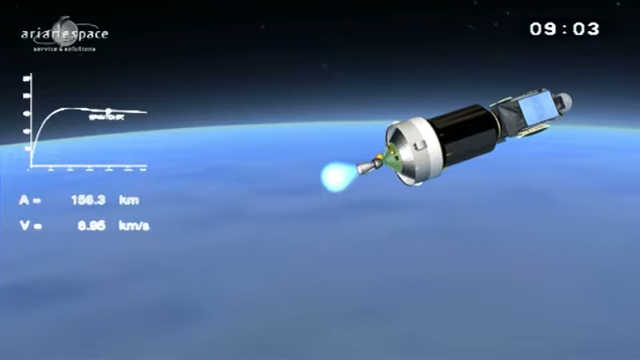 arianespace
service & solutions
09:03
A = 156.3 km
V = 6.95 km/s